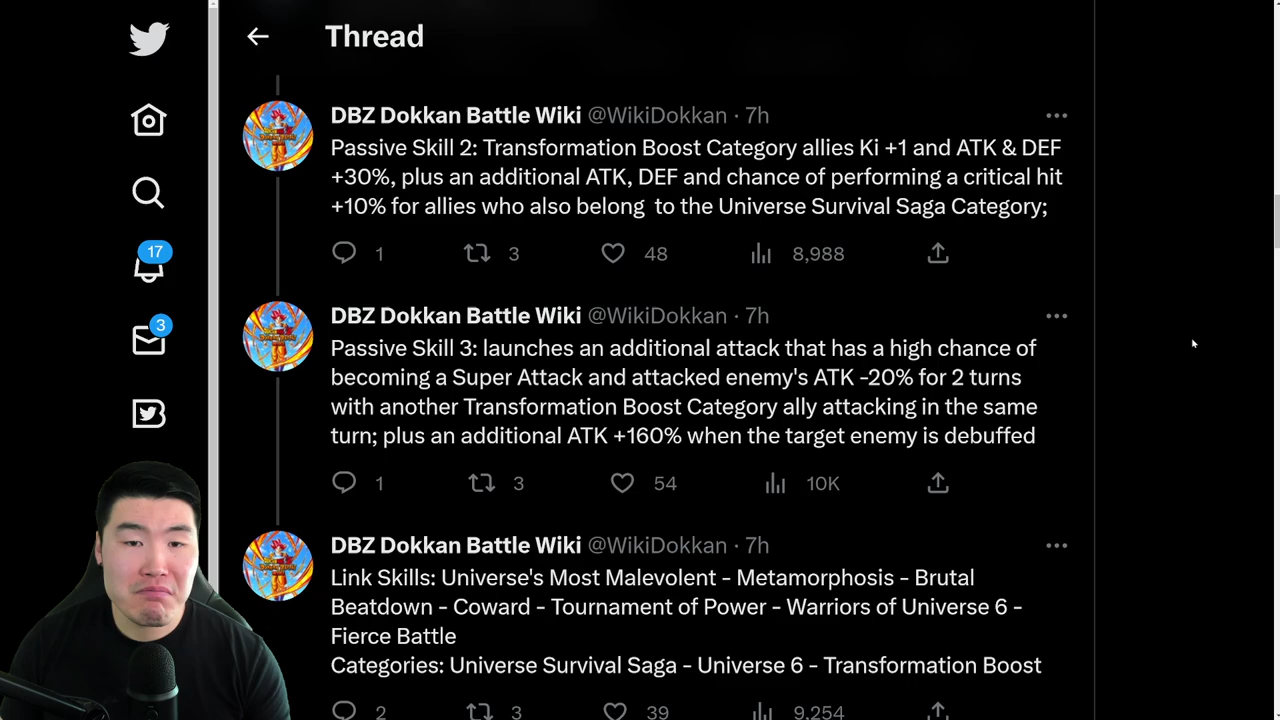 Thread
DBZ Dokkan Battle Wiki @WikiDokkan · 7h
Passive Skill 2: Transformation Boost Category allies Ki +1 and ATK & DEF
+30%, plus an additional ATK, DEF and chance of performing a critical hit
+10% for allies who also belong to the Universe Survival Saga Category;
1 3 48 8,988
17
DBZ Dokkan Battle Wiki @WikiDokkan · 7h
3
Passive Skill 3: launches an additional attack that has a high chance of
becoming a Super Attack and attacked enemy's ATK -20% for 2 turns
with another Transformation Boost Category ally attacking in the same
turn; plus an additional ATK +160% when the target enemy is debuffed
1 3 54 10K
DBZ Dokkan Battle Wiki @WikiDokkan · 7h
Link Skills: Universe's Most Malevolent - Metamorphosis - Brutal
Beatdown - Coward - Tournament of Power - Warriors of Universe 6 -
Fierce Battle
Categories: Universe Survival Saga - Universe 6 - Transformation Boost
2 3 39 9,254